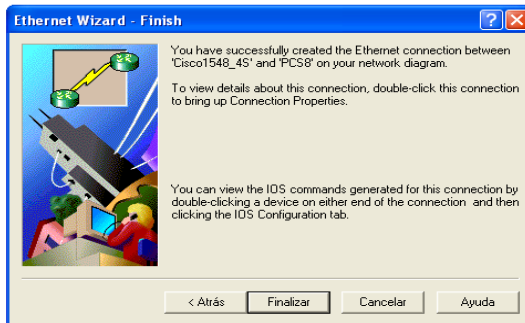 Ethernet Wizard - Finish
You have successfully created the Ethernet connection between
'Cisco1548_4S' and 'PCS8' on your network diagram.
To view details about this connection, double-click this connection
to bring up Connection Properties.
You can view the IOS commands generated for this connection by
double-clicking a device on either end of the connection and then
clicking the IOS Configuration tab.
< Atrás Finalizar Cancelar Ayuda